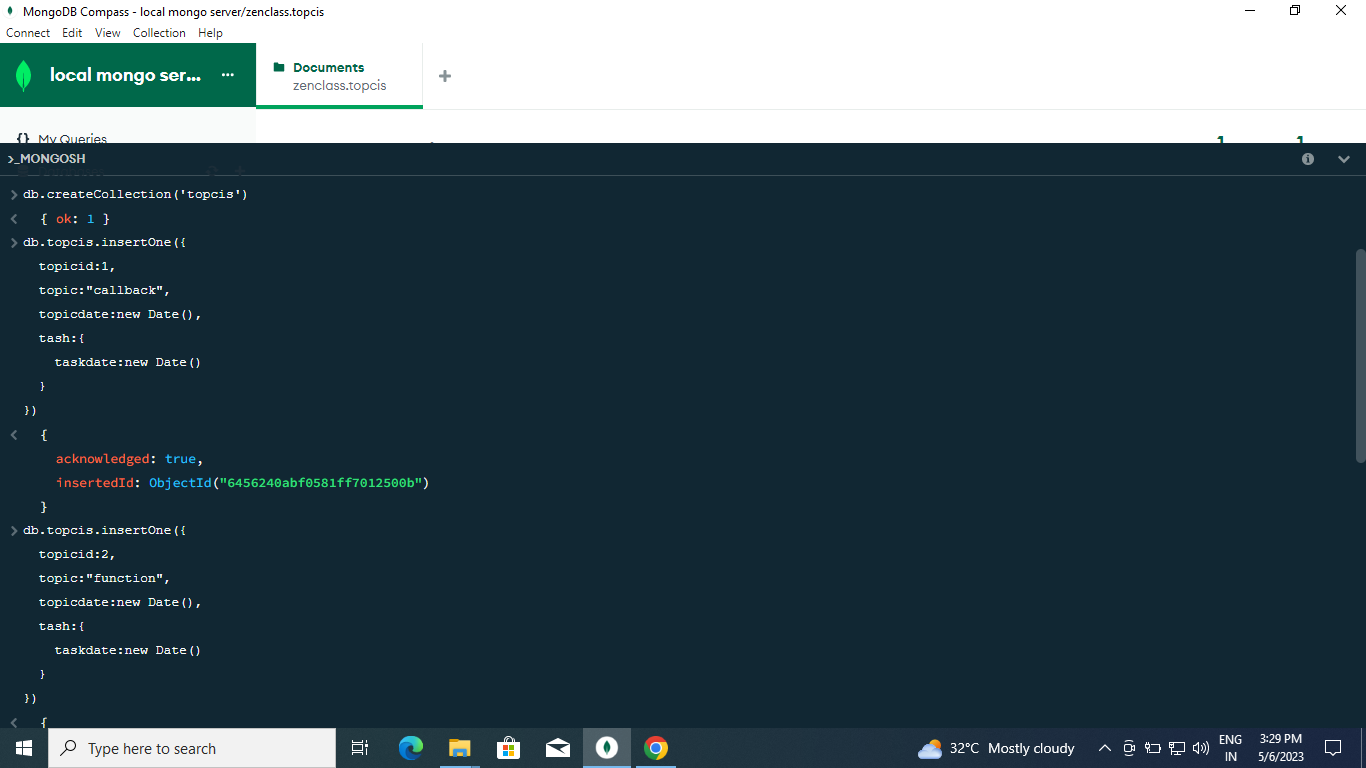 MongoDB Compass - local mongo server/zenclass.topcis
Connect Edit View Collection Help
local mongo ser... ...
Documents
zenclass.topcis
{} My Queries
1 1
>_MONGOSH
> db.createCollection('topcis')
< { ok: 1 }
> db.topcis.insertOne({
topicid:1,
topic:"callback",
topicdate:new Date(),
tash:{
taskdate:new Date()
}
})
< {
acknowledged: true,
insertedId: ObjectId("6456240abf0581ff7012500b")
}
> db.topcis.insertOne({
topicid:2,
topic:"function",
topicdate:new Date(),
tash:{
taskdate:new Date()
}
})
< {
Type here to search
32°C Mostly cloudy
ENG
IN
3:29 PM
5/6/2023